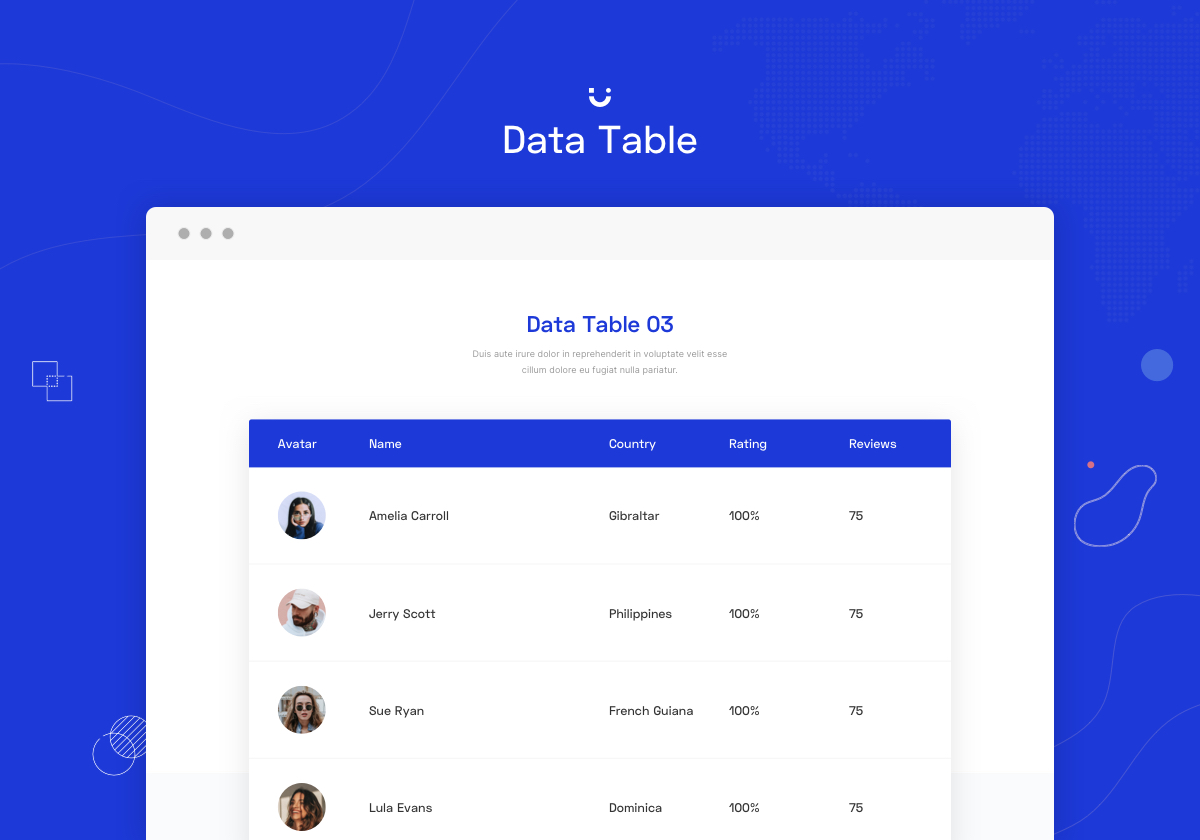 Data Table
Data Table 03
Duis aute irure dolor in reprehenderit in voluptate velit esse
cillum dolore eu fugiat nulla pariatur.
Avatar Name Country Rating Reviews
Amelia Carroll Gibraltar 100% 75
Jerry Scott Philippines 100% 75
Sue Ryan French Guiana 100% 75
Lula Evans Dominica 100% 75